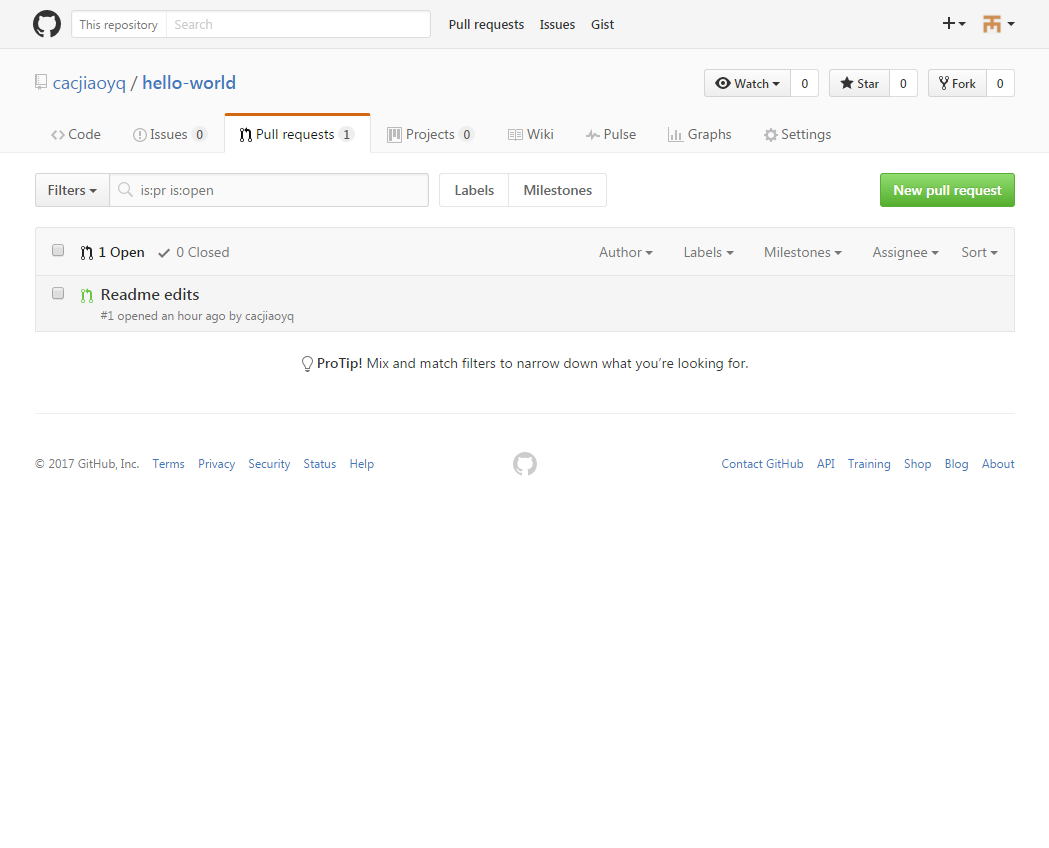 This repository Search Pull requests Issues Gist
cacjiaoyq / hello-world Watch 0 Star 0 Fork 0
Code Issues 0 Pull requests 1 Projects 0 Wiki Pulse Graphs Settings
Filters is:pr is:open Labels Milestones New pull request
1 Open 0 Closed Author Labels Milestones Assignee Sort
Readme edits
#1 opened an hour ago by cacjiaoyq
ProTip! Mix and match filters to narrow down what you’re looking for.
© 2017 GitHub, Inc. Terms Privacy Security Status Help Contact GitHub API Training Shop Blog About